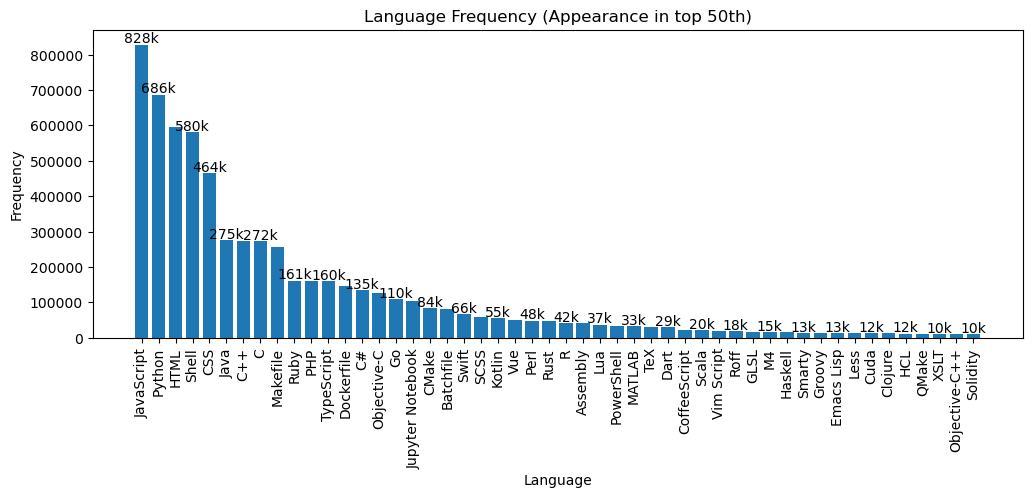 Language Frequency (Appearance in top 50th)
Frequency
800000
700000
600000
500000
400000
300000
200000
100000
0
828k
686k
580k
464k
275k
272k
161k
160k
135k
110k
84k
66k
55k
48k
42k
37k
33k
29k
20k
18k
15k
13k
13k
12k
12k
10k
10k
JavaScript
Python
HTML
Shell
CSS
Java
C++
C
Makefile
Ruby
PHP
TypeScript
Dockerfile
C#
Objective-C
Go
Jupyter Notebook
CMake
Batchfile
Swift
SCSS
Kotlin
Vue
Perl
Rust
R
Assembly
Lua
PowerShell
MATLAB
TeX
Dart
CoffeeScript
Scala
Vim Script
Roff
GLSL
M4
Haskell
Smarty
Groovy
Emacs Lisp
Less
Cuda
Clojure
HCL
QMake
XSLT
Objective-C++
Solidity
Language